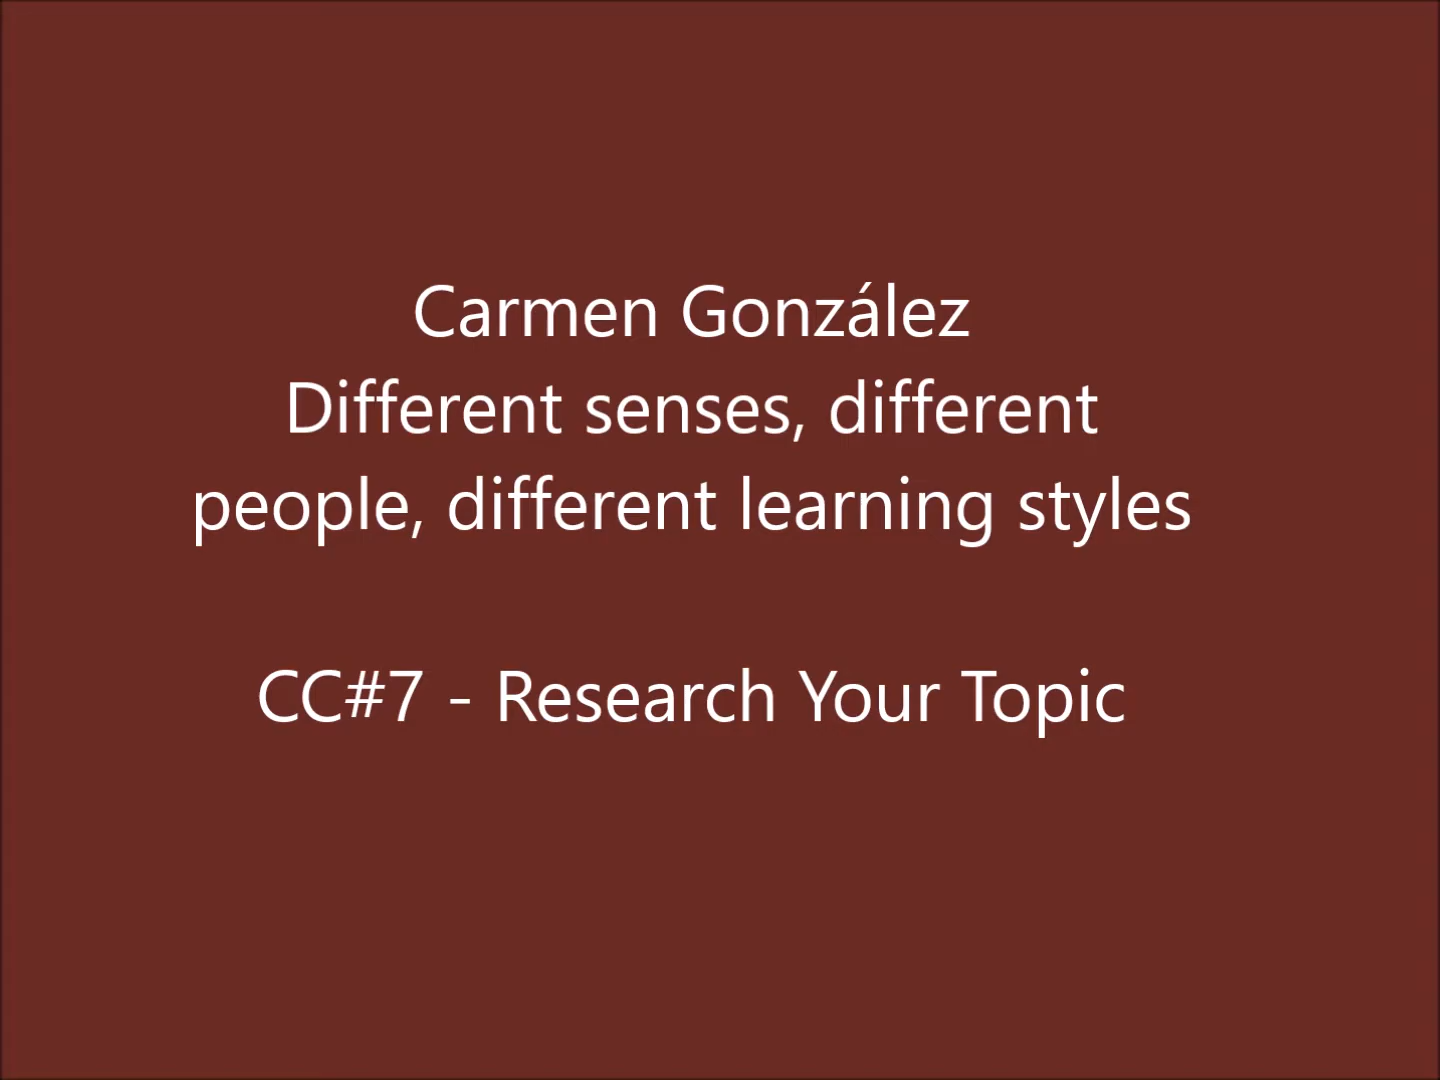 Carmen González
Different senses, different
people, different learning styles
CC#7 - Research Your Topic